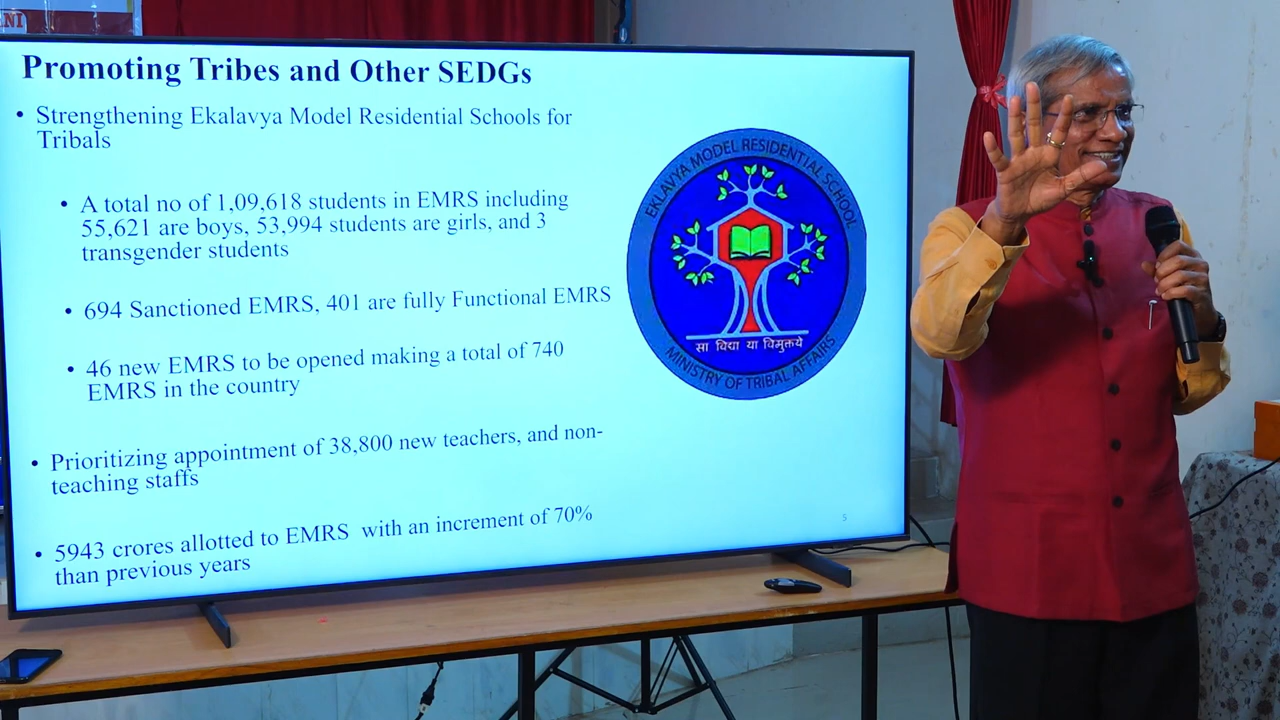 NI
Promoting Tribes and Other SEDGs
• Strengthening Ekalavya Model Residential Schools for
Tribals
• A total no of 1,09,618 students in EMRS including
55,621 are boys, 53,994 students are girls, and 3
transgender students
• 694 Sanctioned EMRS, 401 are fully Functional EMRS
• 46 new EMRS to be opened making a total of 740
EMRS in the country
• Prioritizing appointment of 38,800 new teachers, and non-
teaching staffs
• 5943 crores allotted to EMRS with an increment of 70%
than previous years
EKLAVYA MODEL RESIDENTIAL SCHOOL
सा विद्या या विमुक्तये
MINISTRY OF TRIBAL AFFAIRS
5